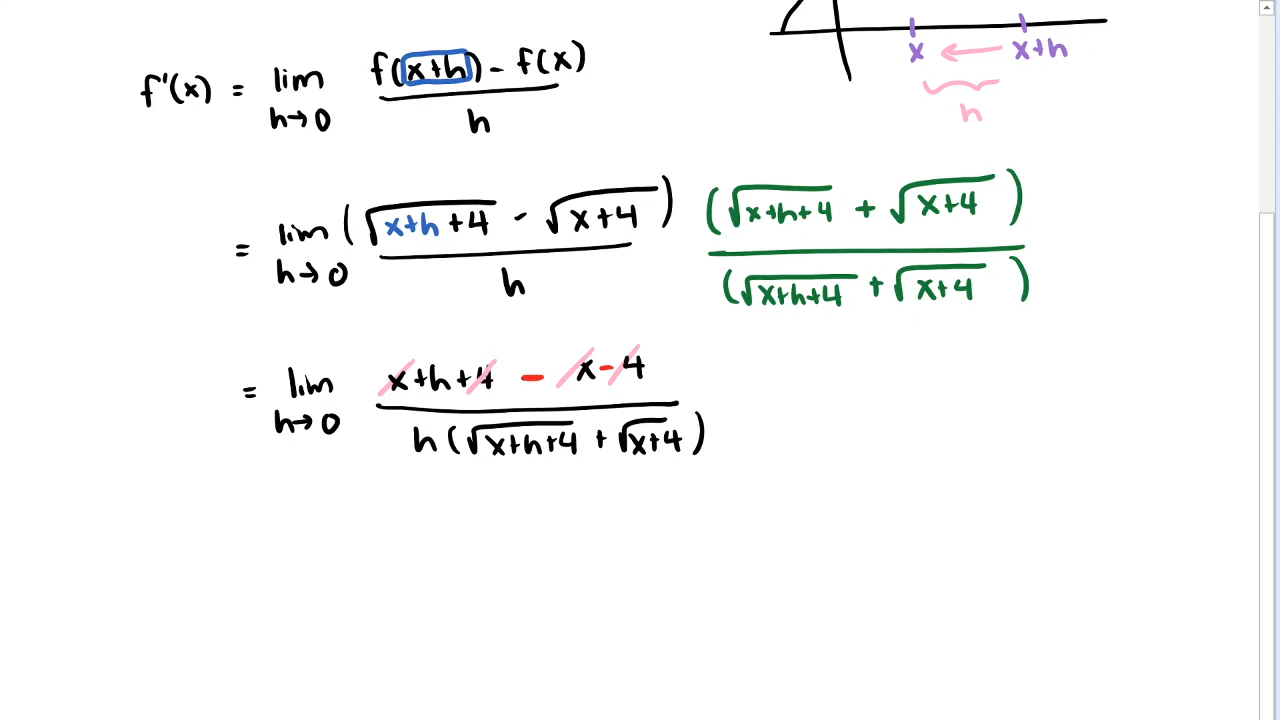 x ← x+h
h
f'(x) = lim h→0 f(x+h) - f(x) / h
= lim h→0 (√(x+h+4) - √(x+4)) / h (√(x+h+4) + √(x+4)) / (√(x+h+4) + √(x+4))
= lim h→0 x+h+4 - x-4 / h(√(x+h+4) + √(x+4))